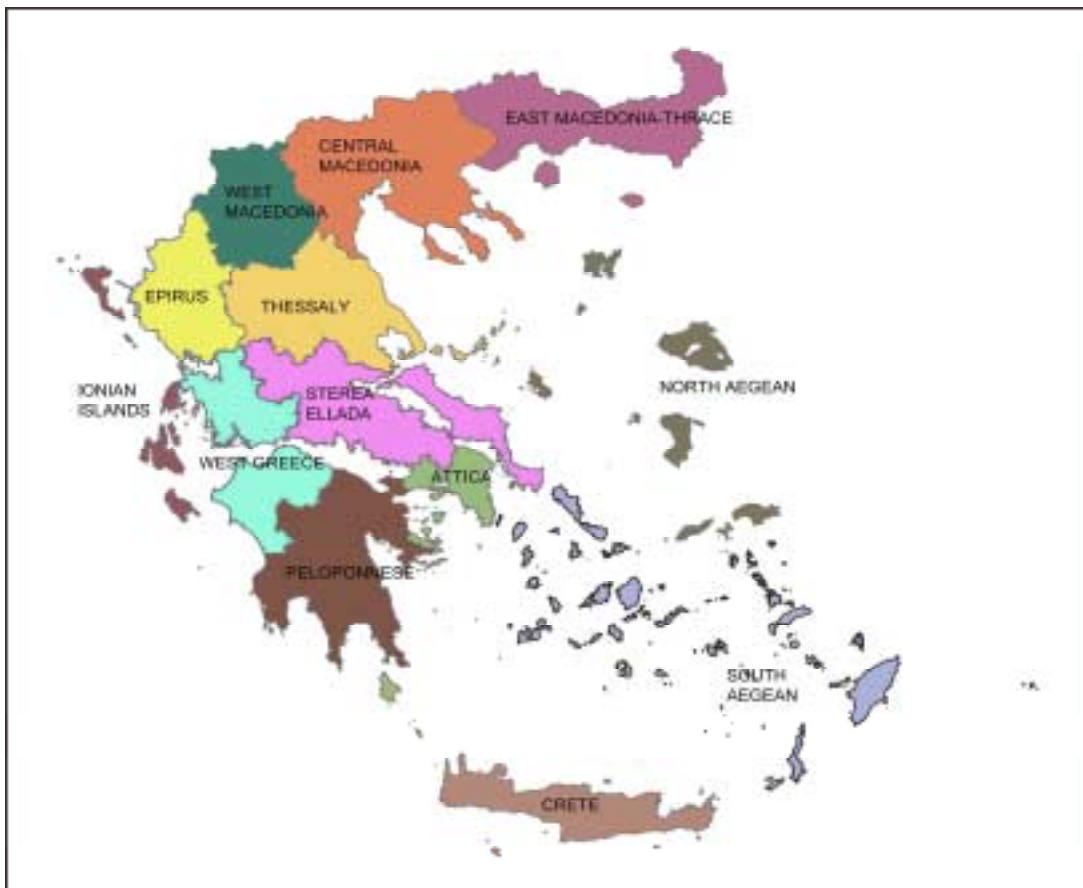 EAST MACEDONIA-THRACE
CENTRAL
MACEDONIA
WEST
MACEDONIA
EPIRUS
THESSALY
IONIAN
ISLANDS
STEREA
ELLADA
NORTH AEGEAN
WEST GREECE
ATTICA
PELOPONNESE
SOUTH
AEGEAN
CRETE